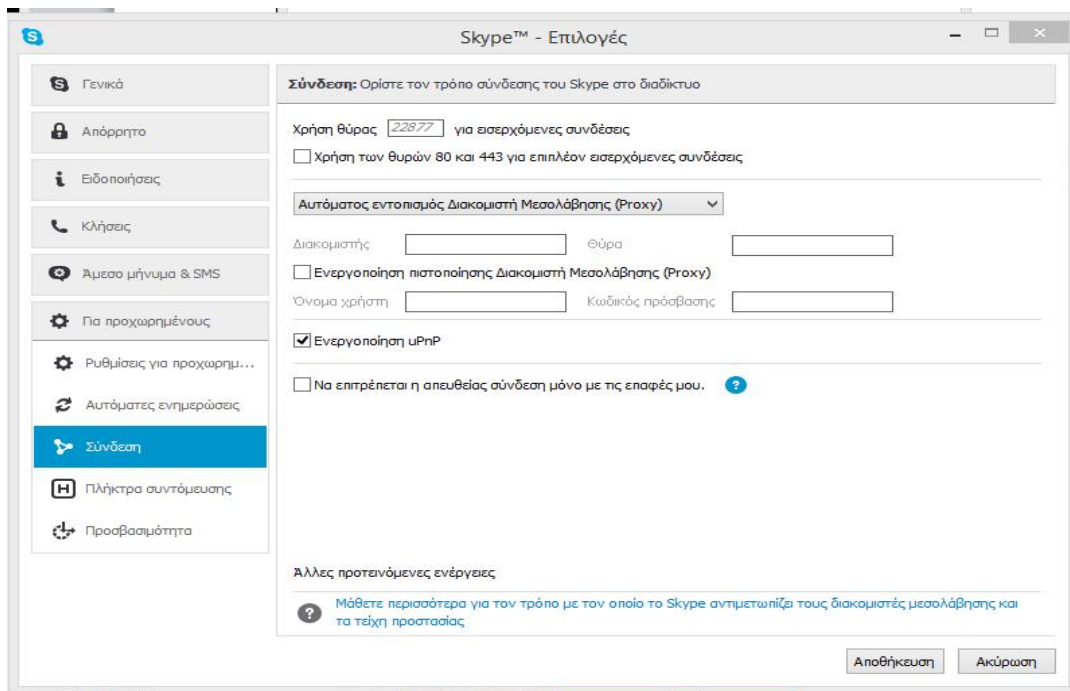 Skype™ - Επιλογές
Γενικά
Απόρρητο
Ειδοποιήσεις
Κλήσεις
Άμεσο μήνυμα & SMS
Για προχωρημένους
Ρυθμίσεις για προχωρημ...
Αυτόματες ενημερώσεις
Σύνδεση
Πλήκτρα συντόμευσης
Προσβασιμότητα
Σύνδεση: Ορίστε τον τρόπο σύνδεσης του Skype στο διαδίκτυο
Χρήση θύρας 22877 για εισερχόμενες συνδέσεις
Χρήση των θυρών 80 και 443 για επιπλέον εισερχόμενες συνδέσεις
Αυτόματος εντοπισμός Διακομιστή Μεσολάβησης (Proxy)
Διακομιστής Θύρα
Ενεργοποίηση πιστοποίησης Διακομιστή Μεσολάβησης (Proxy)
Όνομα χρήστη Κωδικός πρόσβασης
Ενεργοποίηση uPnP
Να επιτρέπεται η απευθείας σύνδεση μόνο με τις επαφές μου.
Άλλες προτεινόμενες ενέργειες
Μάθετε περισσότερα για τον τρόπο με τον οποίο το Skype αντιμετωπίζει τους διακομιστές μεσολάβησης και
τα τείχη προστασίας
Αποθήκευση Ακύρωση